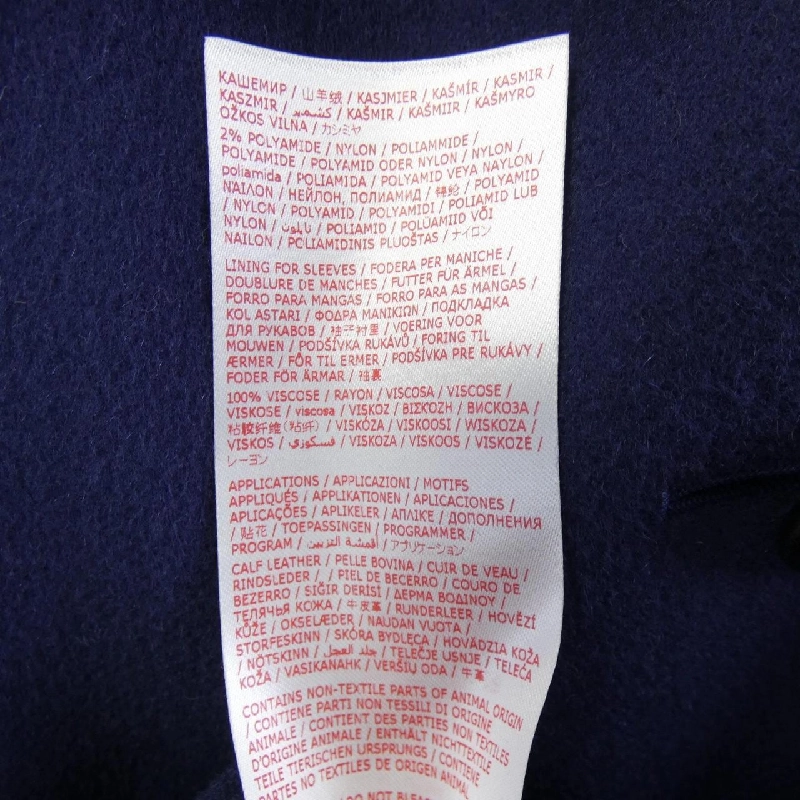 КАШЕМИР / 山羊绒 / KASJMIER / KAŠMÍR / KASMIR /
KASZMIR / كشمير / KAŠMIR / KAŠMIIR / KAŠMYRO
OŽKOS VILNA / カシミヤ
2% POLYAMIDE / NYLON / POLIAMMIDE /
POLYAMIDE / POLYAMID ODER NYLON / NYLON /
poliamida / POLIAMIDA / POLYAMID VEYA NAYLON /
ΝΑΙΛΟΝ / НЕЙЛОН, ПОЛИАМИД / 锦纶 / POLYAMID
/ NYLON / POLYAMID / POLYAMIDI / POLIAMID LUB
NYLON / نايلون / POLIAMID / POLÜAMIID VÕI
NAILON / POLIAMIDINIS PLUOŠTAS / ナイロン
LINING FOR SLEEVES / FODERA PER MANICHE /
DOUBLURE DE MANCHES / FUTTER FÜR ÄRMEL /
FORRO PARA MANGAS / FORRO PARA AS MANGAS /
KOL ASTARI / ΦΟΔΡΑ ΜΑΝΙΚΙΩΝ / ПОДКЛАДКА
ДЛЯ РУКАВОВ / 袖子衬里 / VOERING VOOR
MOUWEN / PODŠÍVKA RUKÁVŮ / FORING TIL
ÆRMER / FÔR TIL ERMER / PODŠÍVKA PRE RUKÁVY /
FODER FÖR ÄRMAR / 袖裏
100% VISCOSE / RAYON / VISCOSA / VISCOSE /
VISKOSE / viscosa / VISKOZ / ΒΙΣΚΌΖΗ / ВИСКОЗА /
粘胶纤维(粘纤) / VISKÓZA / VISKOOSI / WISKOZA /
VISKOS / فسكوزي / VISKOZA / VISKOOS / VISKOZĖ /
レーヨン
APPLICATIONS / APPLICAZIONI / MOTIFS
APPLIQUÉS / APPLIKATIONEN / APLICACIONES /
APLICAÇÕES / APLIKELER / ΑΠΛΙΚΕ / ДОПОЛНЕНИЯ
/ 贴花 / TOEPASSINGEN / PROGRAMMER /
PROGRAM / أقمشة التزيين / アプリケーション
CALF LEATHER / PELLE BOVINA / CUIR DE VEAU /
RINDSLEDER / , / PIEL DE BECERRO / COURO DE
BEZERRO / SIĞIR DERİSİ / ΔΕΡΜΑ ΒΟΔΙΝΟΥ /
ТЕЛЯЧЬЯ КОЖА / 牛皮革 / RUNDERLEER / HOVĚZÍ
KŮŽE / OKSELÆDER / NAUDAN VUOTA /
STORFESKINN / SKÓRA BYDLĘCA / HOVÄDZIA KOŽA
/ NÖTSKINN / جلد العجل / TELEČJE USNJE / TELEĆA
KOŽA / VASIKANAHK / VERŠIŲ ODA / 牛革
CONTAINS NON-TEXTILE PARTS OF ANIMAL ORIGIN
/ CONTIENE PARTI NON TESSILI DI ORIGINE
ANIMALE / CONTIENT DES PARTIES NON TEXTILES
D'ORIGINE ANIMALE / ENTHÄLT NICHTTEXTILE
TEILE TIERISCHEN URSPRUNGS / CONTIENE
PARTES NO TEXTILES DE ORIGEN ANIMAL
DO NOT